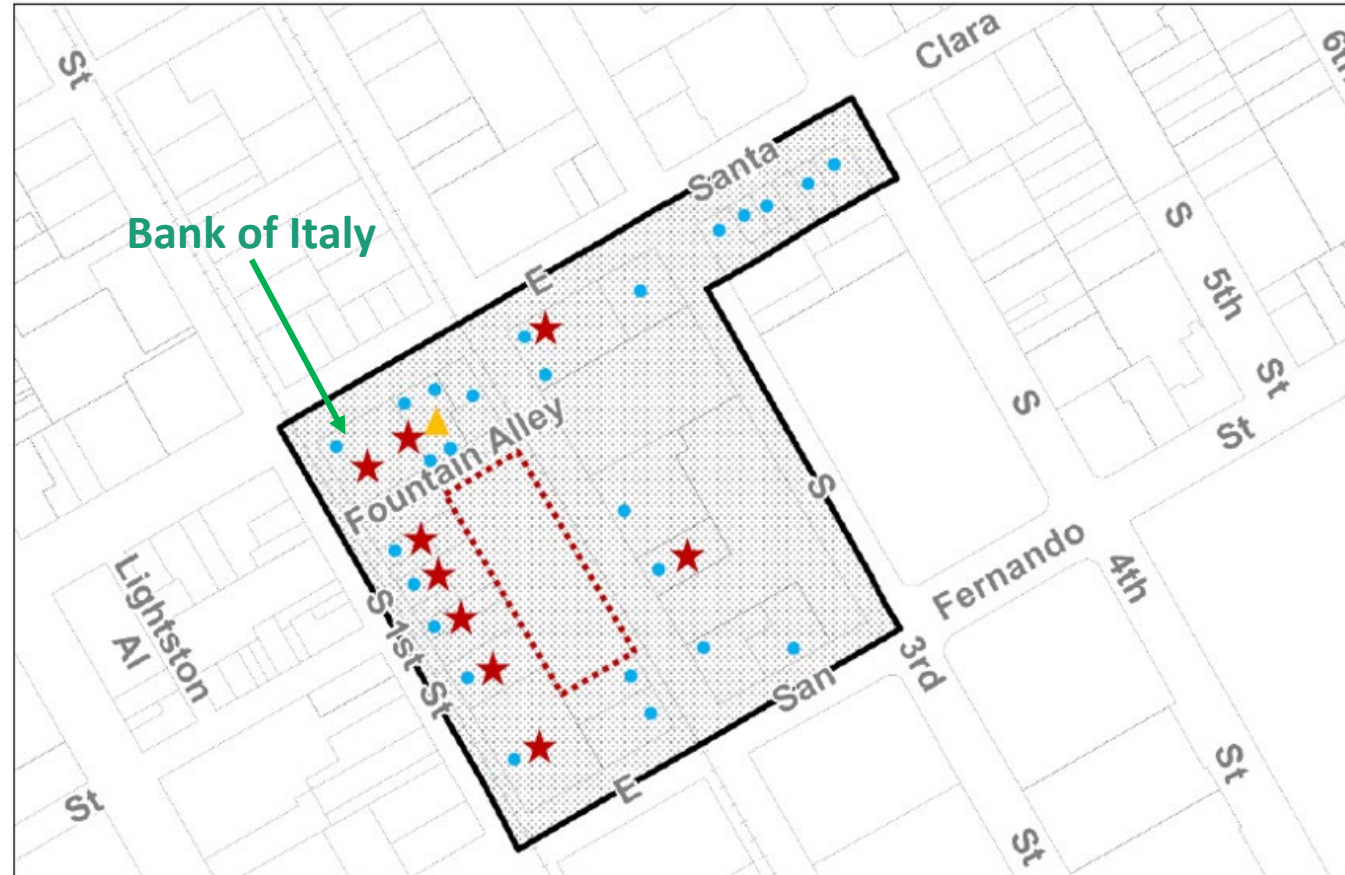 St
Clara
6th
Santa
Bank of Italy
S
E
5th
St
S
St
Fountain Alley
S
Lightston
Al
S 1st St
Fernando
4th
San
3rd
E
St
St
St